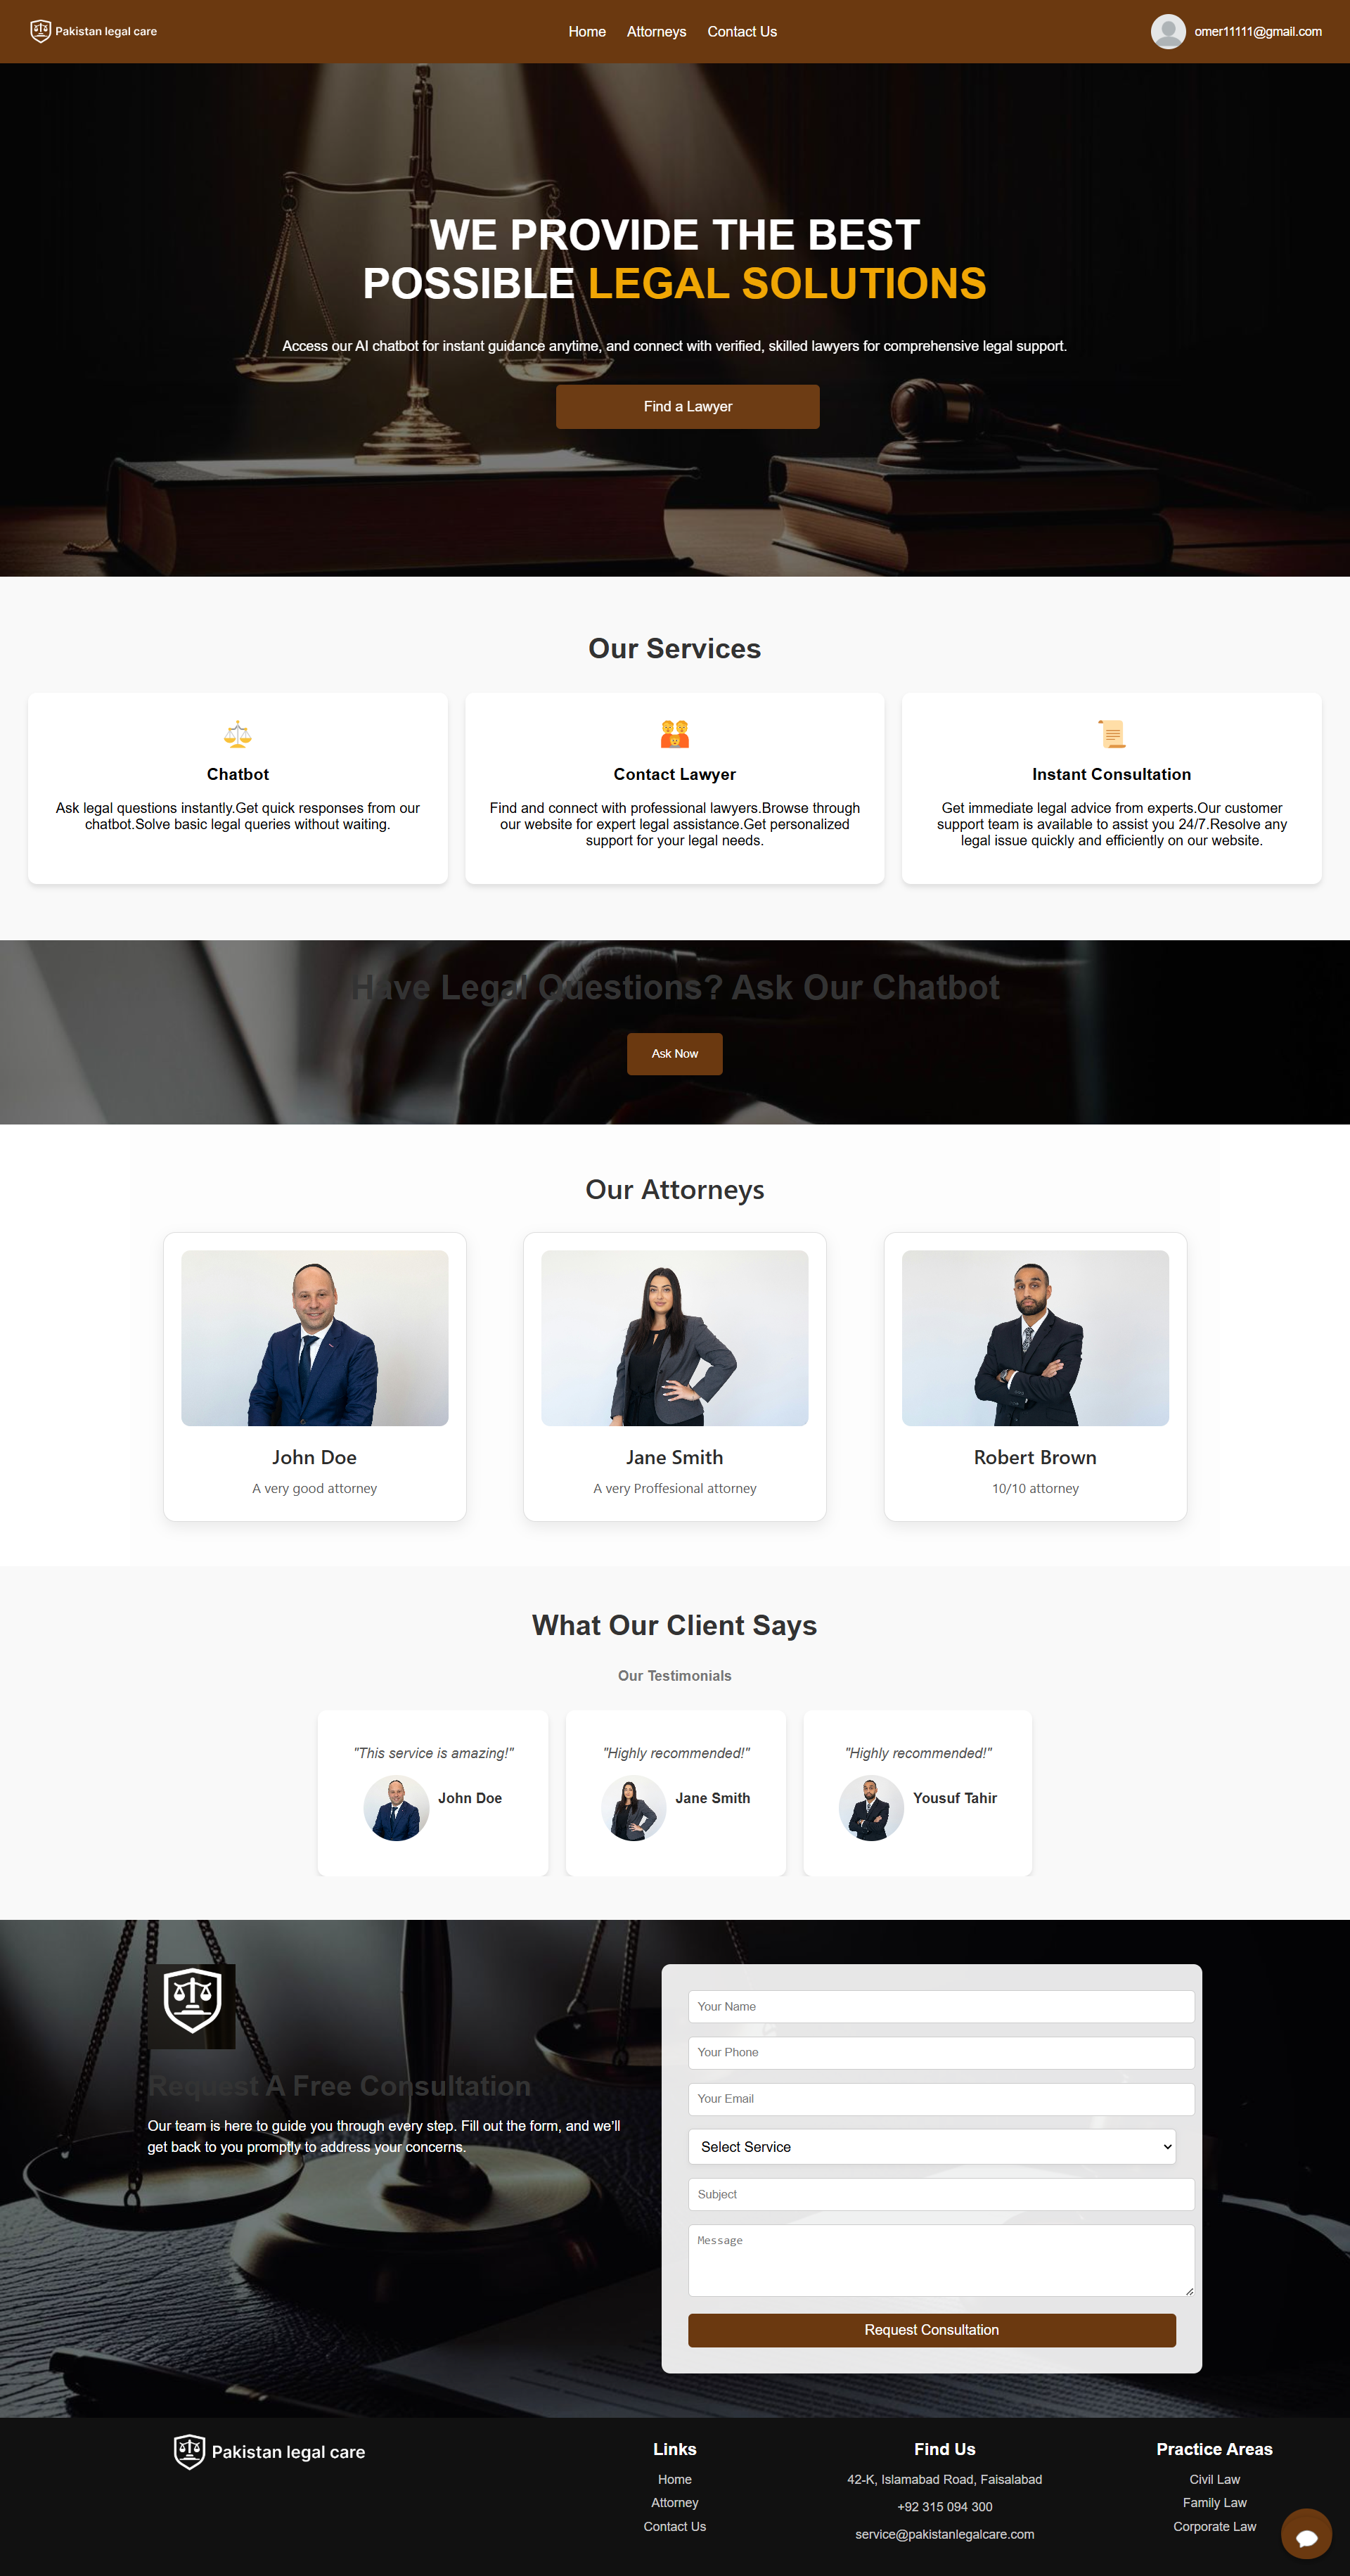 Pakistan legal care
Home
Attorneys
Contact Us
omer11111@gmail.com
WE PROVIDE THE BEST
POSSIBLE LEGAL SOLUTIONS
Access our AI chatbot for instant guidance anytime, and connect with verified, skilled lawyers for comprehensive legal support.
Find a Lawyer
Our Services
Chatbot
Ask legal questions instantly.Get quick responses from our
chatbot.Solve basic legal queries without waiting.
Contact Lawyer
Find and connect with professional lawyers.Browse through
our website for expert legal assistance.Get personalized
support for your legal needs.
Instant Consultation
Get immediate legal advice from experts.Our customer
support team is available to assist you 24/7.Resolve any
legal issue quickly and efficiently on our website.
Have Legal Questions? Ask Our Chatbot
Ask Now
Our Attorneys
John Doe
A very good attorney
Jane Smith
A very Proffesional attorney
Robert Brown
10/10 attorney
What Our Client Says
Our Testimonials
"This service is amazing!"
John Doe
"Highly recommended!"
Jane Smith
"Highly recommended!"
Yousuf Tahir
Request A Free Consultation
Our team is here to guide you through every step. Fill out the form, and we'll
get back to you promptly to address your concerns.
Your Name
Your Phone
Your Email
Select Service
Subject
Message
Request Consultation
Pakistan legal care
Links
Home
Attorney
Contact Us
Find Us
42-K, Islamabad Road, Faisalabad
+92 315 094 300
service@pakistanlegalcare.com
Practice Areas
Civil Law
Family Law
Corporate Law